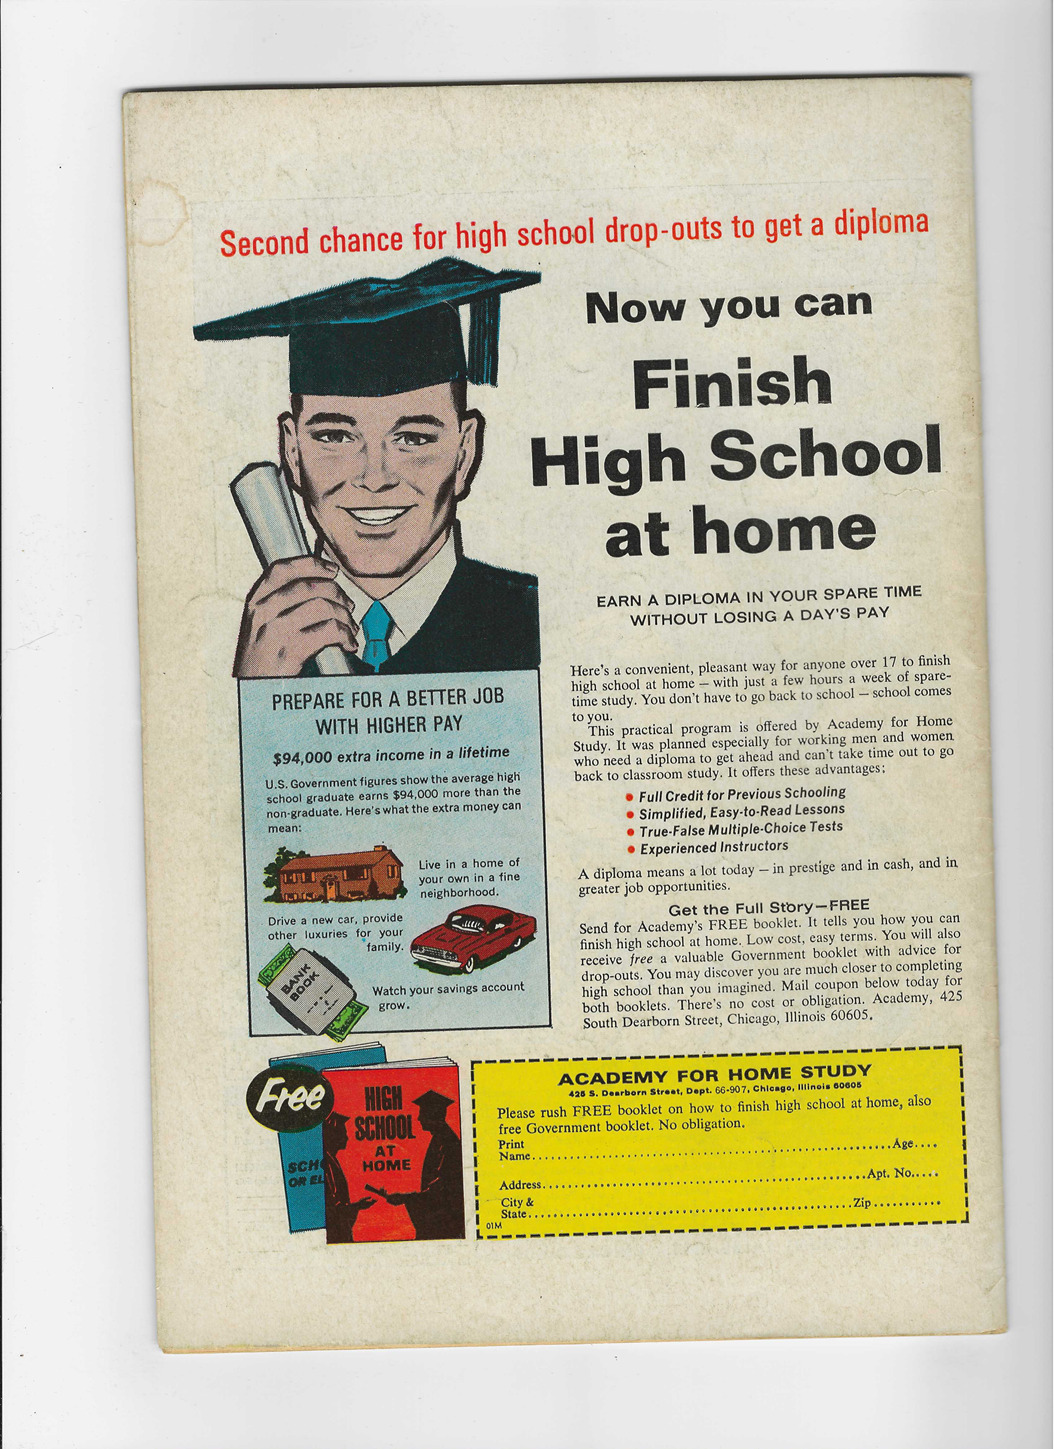 Second chance for high school drop-outs to get a diploma
Now you can
Finish
High School
at home
EARN A DIPLOMA IN YOUR SPARE TIME
WITHOUT LOSING A DAY'S PAY
Here's a convenient, pleasant way for anyone over 17 to finish
high school at home — with just a few hours a week of spare-
time study. You don't have to go back to school — school comes
to you.
This practical program is offered by Academy for Home
Study. It was planned especially for working men and women
who need a diploma to get ahead and can't take time out to go
back to classroom study. It offers these advantages:
• Full Credit for Previous Schooling
• Simplified, Easy-to-Read Lessons
• True-False Multiple-Choice Tests
• Experienced Instructors
A diploma means a lot today — in prestige and in cash, and in
greater job opportunities.
Get the Full Story—FREE
Send for Academy's FREE booklet. It tells you how you can
finish high school at home. Low cost, easy terms. You will also
receive free a valuable Government booklet with advice for
drop-outs. You may discover you are much closer to completing
high school than you imagined. Mail coupon below today for
both booklets. There's no cost or obligation. Academy, 425
South Dearborn Street, Chicago, Illinois 60605.
PREPARE FOR A BETTER JOB
WITH HIGHER PAY
$94,000 extra income in a lifetime
U.S. Government figures show the average high
school graduate earns $94,000 more than the
non-graduate. Here's what the extra money can
mean:
Live in a home of
your own in a fine
neighborhood.
Drive a new car, provide
other luxuries for your
family.
BANK
BOOK
Watch your savings account
grow.
Free
SCHO
OR EL
HIGH
SCHOOL
AT
HOME
ACADEMY FOR HOME STUDY
425 S. Dearborn Street, Dept. 66-907, Chicago, Illinois 60605
Please rush FREE booklet on how to finish high school at home, also
free Government booklet. No obligation.
Print
Name.......... Age....
Address.......... Apt. No.....
City &
State.......... Zip..........
01M